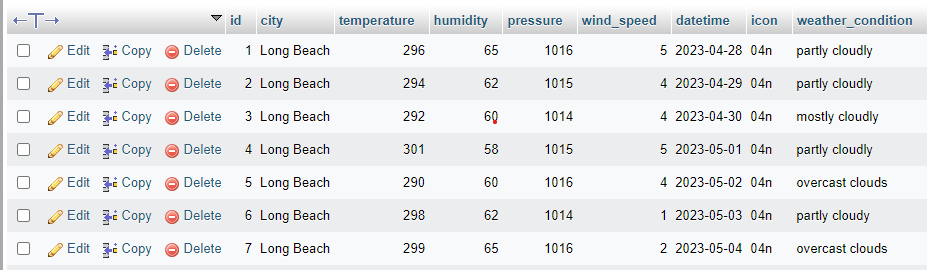 id city temperature humidity pressure wind_speed datetime icon weather_condition
Edit Copy Delete 1 Long Beach 296 65 1016 5 2023-04-28 04n partly cloudly
Edit Copy Delete 2 Long Beach 294 62 1015 4 2023-04-29 04n partly cloudly
Edit Copy Delete 3 Long Beach 292 60 1014 4 2023-04-30 04n mostly cloudly
Edit Copy Delete 4 Long Beach 301 58 1015 5 2023-05-01 04n partly cloudly
Edit Copy Delete 5 Long Beach 290 60 1016 4 2023-05-02 04n overcast clouds
Edit Copy Delete 6 Long Beach 298 62 1014 1 2023-05-03 04n partly cloudy
Edit Copy Delete 7 Long Beach 299 65 1016 2 2023-05-04 04n overcast clouds